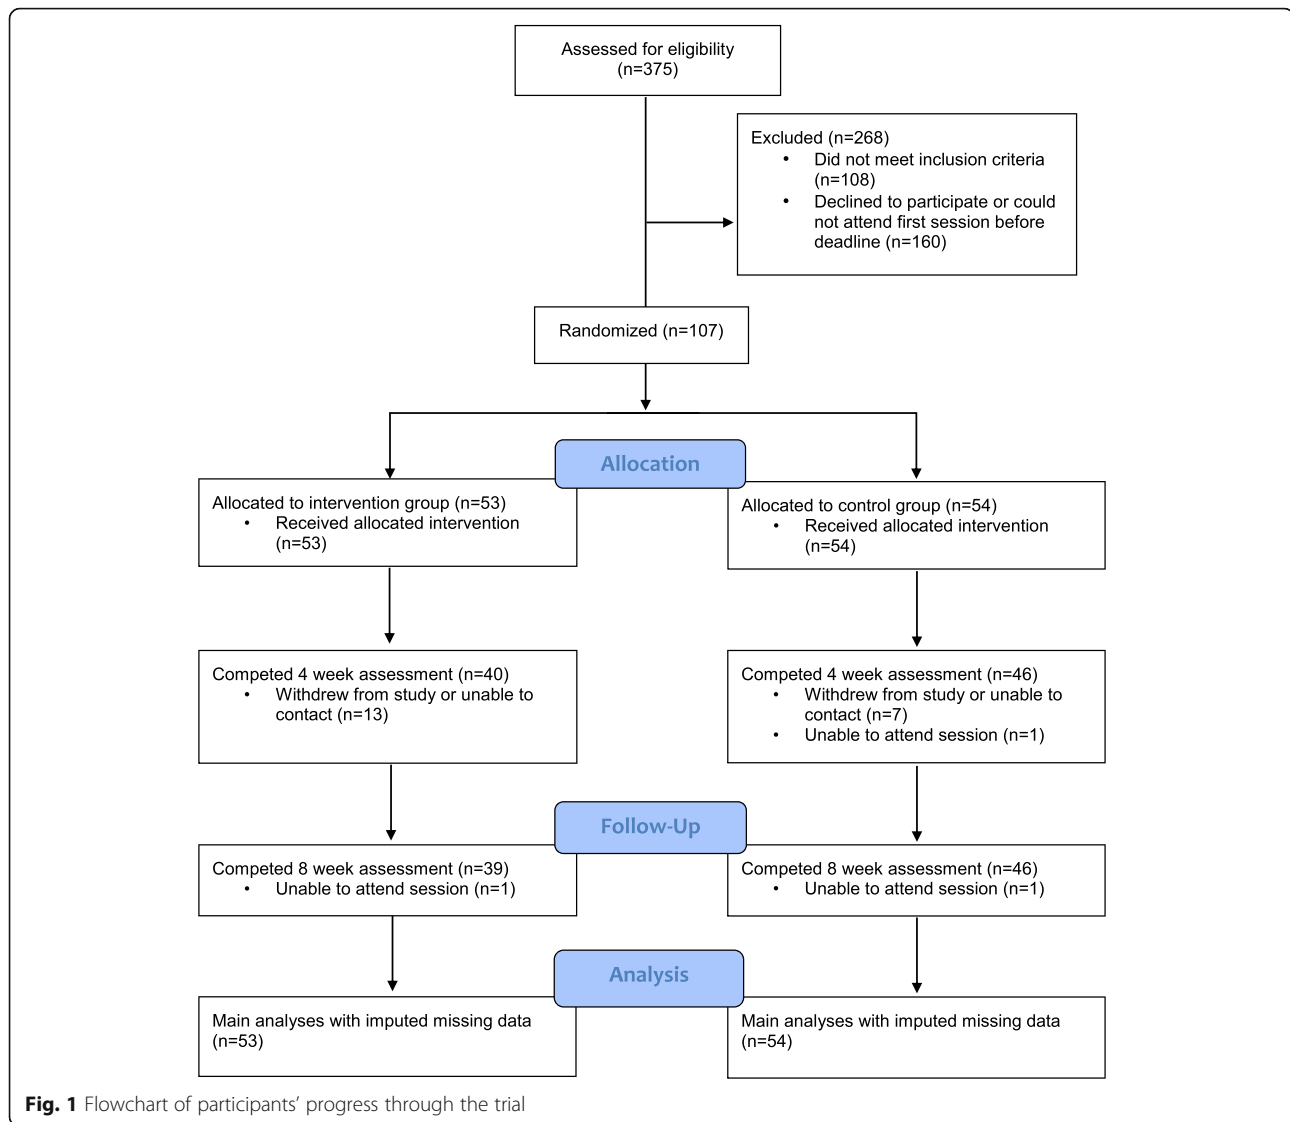 Assessed for eligibility
(n=375)
Excluded (n=268)
• Did not meet inclusion criteria
(n=108)
• Declined to participate or could
not attend first session before
deadline (n=160)
Randomized (n=107)
Allocation
Allocated to intervention group (n=53)
• Received allocated intervention
(n=53)
Allocated to control group (n=54)
• Received allocated intervention
(n=54)
Competed 4 week assessment (n=40)
• Withdrew from study or unable to
contact (n=13)
Competed 4 week assessment (n=46)
• Withdrew from study or unable to
contact (n=7)
• Unable to attend session (n=1)
Follow-Up
Competed 8 week assessment (n=39)
• Unable to attend session (n=1)
Competed 8 week assessment (n=46)
• Unable to attend session (n=1)
Analysis
Main analyses with imputed missing data
(n=53)
Main analyses with imputed missing data
(n=54)
Fig. 1 Flowchart of participants’ progress through the trial